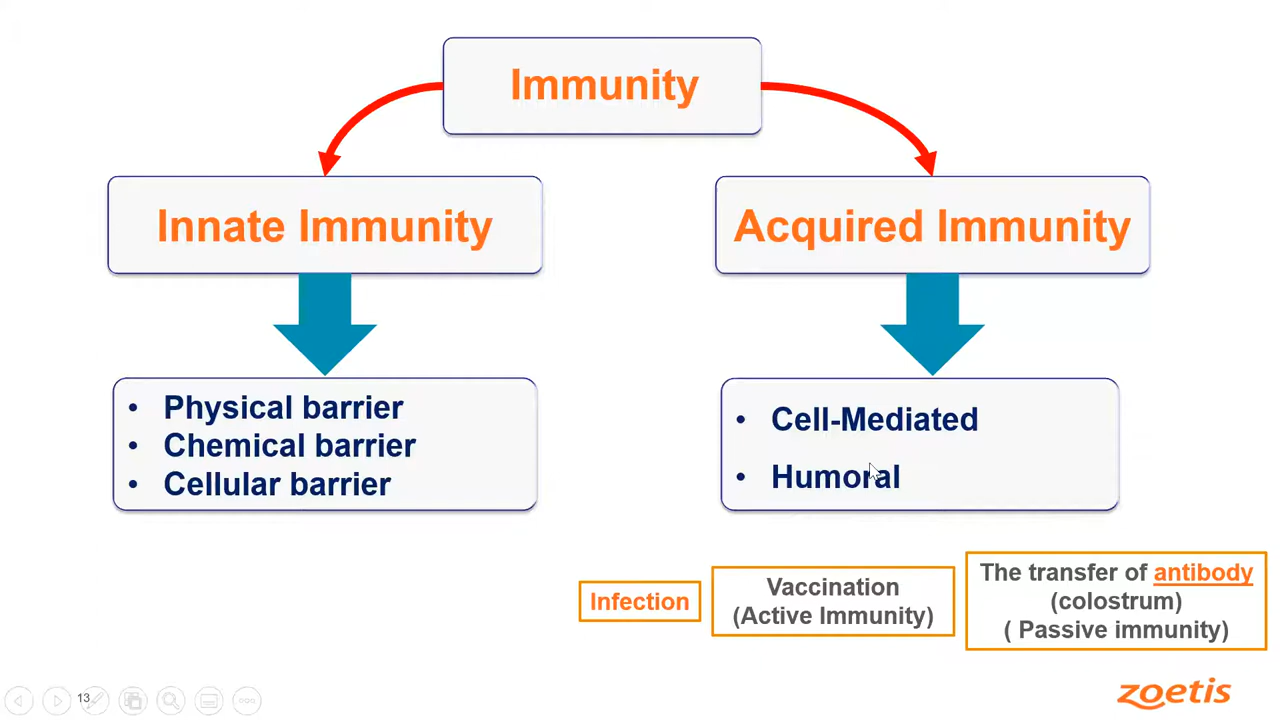 Immunity
Innate Immunity
Acquired Immunity
• Physical barrier
• Chemical barrier
• Cellular barrier
• Cell-Mediated
• Humoral
Infection
Vaccination
(Active Immunity)
The transfer of antibody
(colostrum)
( Passive immunity)
13
zoetis